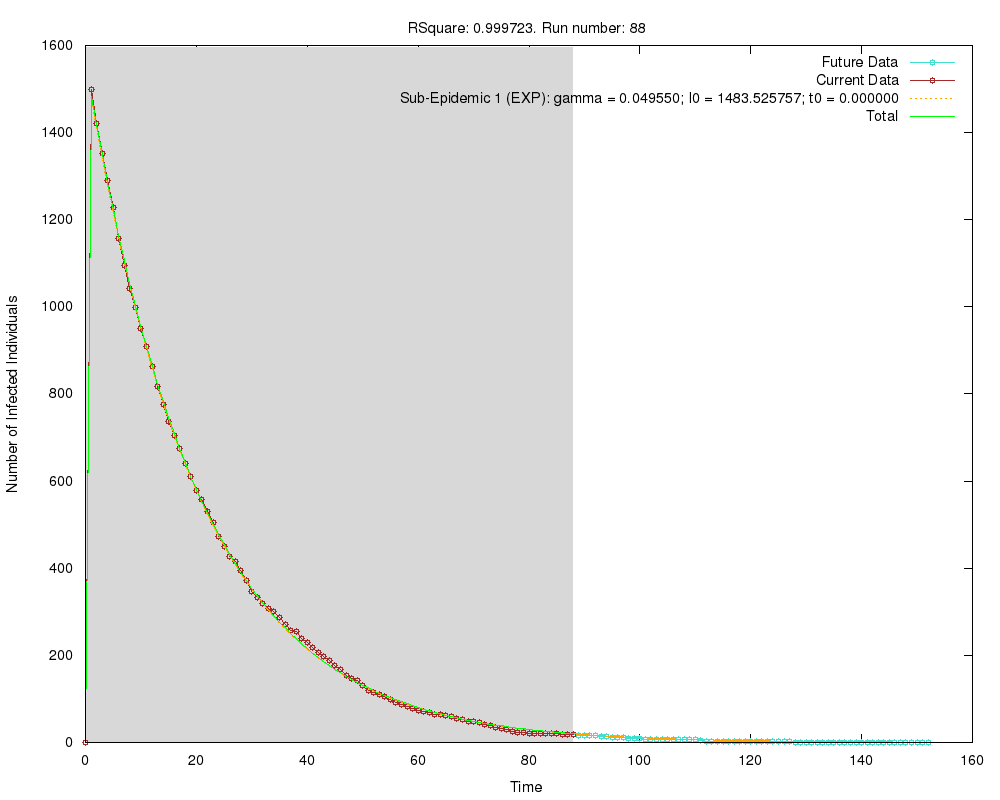 RSquare: 0.999723. Run number: 88
Future Data
Current Data
Sub-Epidemic 1 (EXP): gamma = 0.049550; I0 = 1483.525757; t0 = 0.000000
Total
1600
1400
1200
1000
800
600
400
200
0
Number of Infected Individuals
0 20 40 60 80 100 120 140 160
Time